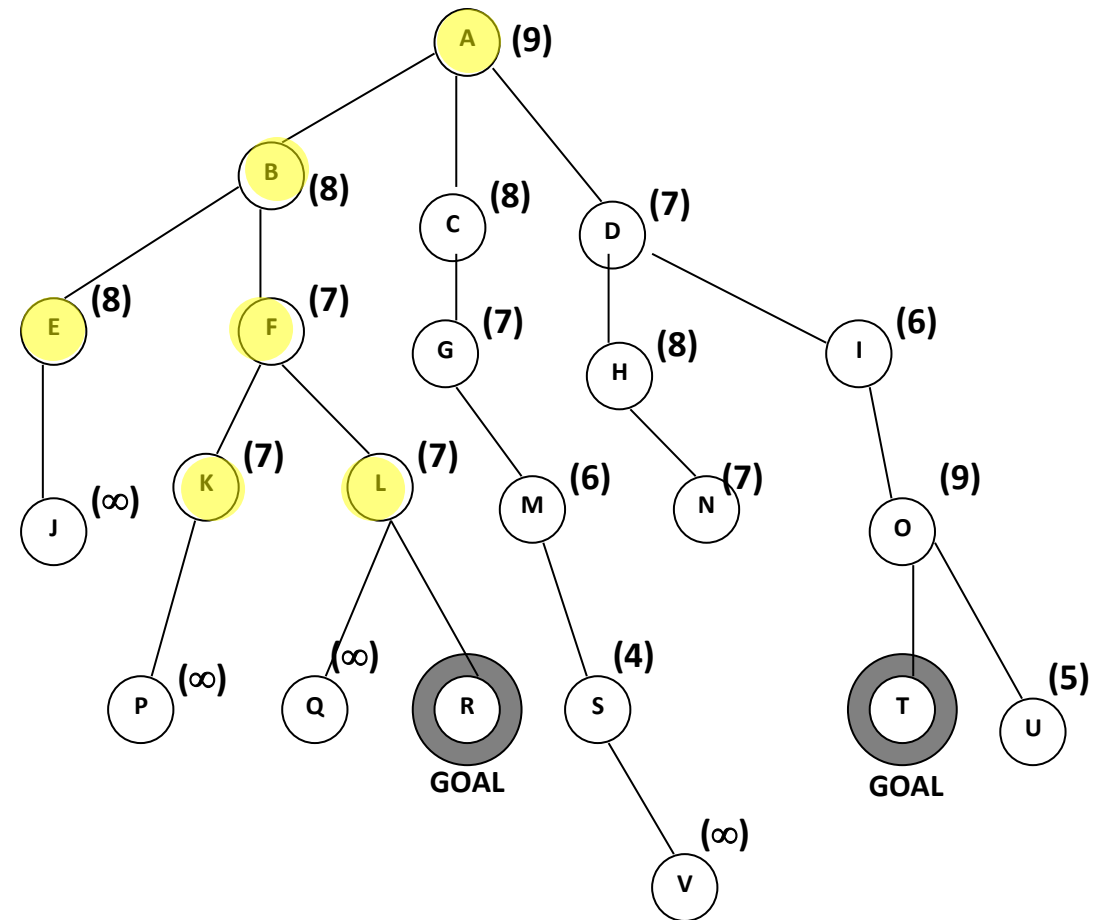 A (9)
B (8)
C (8)
D (7)
E (8)
F (7)
G (7)
H (8)
I (6)
K (7)
L (7)
M (6)
N (7)
J (∞)
O (9)
P (∞)
Q (∞)
R
S (4)
T
U (5)
GOAL
GOAL
V (∞)